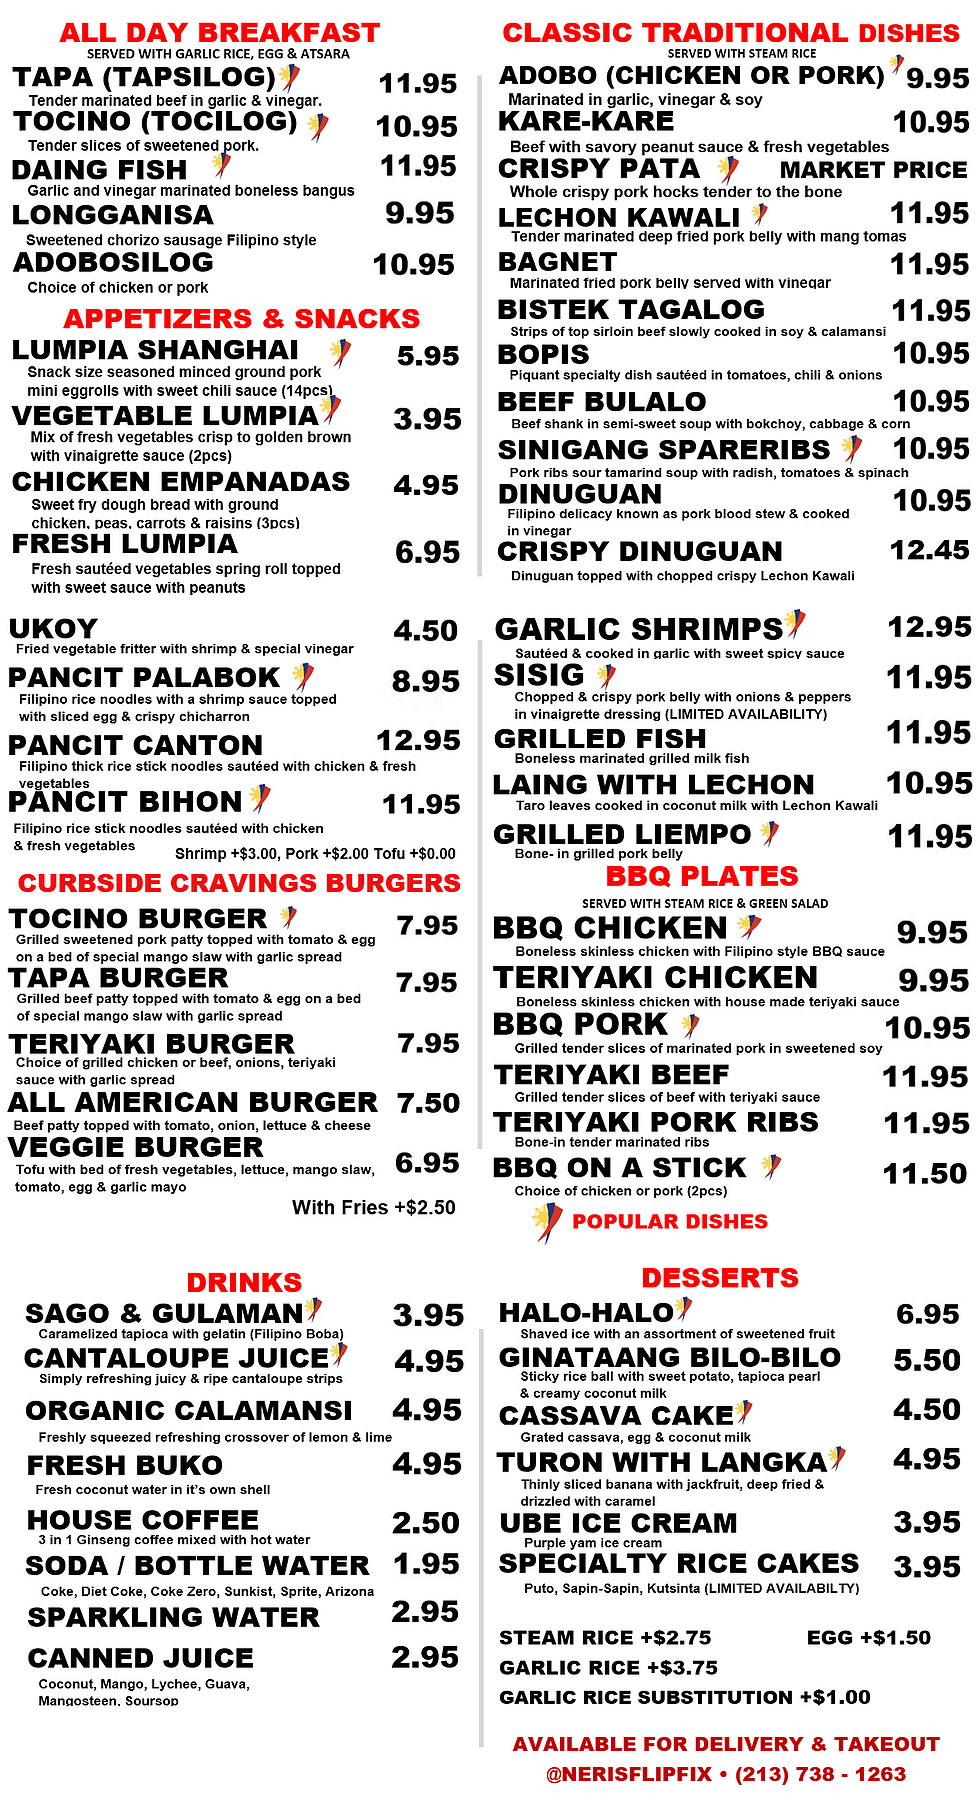 ALL DAY BREAKFAST
SERVED WITH GARLIC RICE, EGG & ATSARA
TAPA (TAPSILOG) 11.95
Tender marinated beef in garlic & vinegar.
TOCINO (TOCILOG) 10.95
Tender slices of sweetened pork.
DAING FISH 11.95
Garlic and vinegar marinated boneless bangus
LONGGANISA 9.95
Sweetened chorizo sausage Filipino style
ADOBOSILOG 10.95
Choice of chicken or pork
APPETIZERS & SNACKS
LUMPIA SHANGHAI 5.95
Snack size seasoned minced ground pork
mini eggrolls with sweet chili sauce (14pcs)
VEGETABLE LUMPIA 3.95
Mix of fresh vegetables crisp to golden brown
with vinaigrette sauce (2pcs)
CHICKEN EMPANADAS 4.95
Sweet fry dough bread with ground
chicken, peas, carrots & raisins (3pcs)
FRESH LUMPIA 6.95
Fresh sautéed vegetables spring roll topped
with sweet sauce with peanuts
UKOY 4.50
Fried vegetable fritter with shrimp & special vinegar
PANCIT PALABOK 8.95
Filipino rice noodles with a shrimp sauce topped
with sliced egg & crispy chicharron
PANCIT CANTON 12.95
Filipino thick rice stick noodles sautéed with chicken & fresh
vegetables
PANCIT BIHON 11.95
Filipino rice stick noodles sautéed with chicken
& fresh vegetables
Shrimp +$3.00, Pork +$2.00 Tofu +$0.00
CURBSIDE CRAVINGS BURGERS
TOCINO BURGER 7.95
Grilled sweetened pork patty topped with tomato & egg
on a bed of special mango slaw with garlic spread
TAPA BURGER 7.95
Grilled beef patty topped with tomato & egg on a bed
of special mango slaw with garlic spread
TERIYAKI BURGER 7.95
Choice of grilled chicken or beef, onions, teriyaki
sauce with garlic spread
ALL AMERICAN BURGER 7.50
Beef patty topped with tomato, onion, lettuce & cheese
VEGGIE BURGER 6.95
Tofu with bed of fresh vegetables, lettuce, mango slaw,
tomato, egg & garlic mayo
With Fries +$2.50
DRINKS
SAGO & GULAMAN 3.95
Caramelized tapioca with gelatin (Filipino Boba)
CANTALOUPE JUICE 4.95
Simply refreshing juicy & ripe cantaloupe strips
ORGANIC CALAMANSI 4.95
Freshly squeezed refreshing crossover of lemon & lime
FRESH BUKO 4.95
Fresh coconut water in it's own shell
HOUSE COFFEE 2.50
3 in 1 Ginseng coffee mixed with hot water
SODA / BOTTLE WATER 1.95
Coke, Diet Coke, Coke Zero, Sunkist, Sprite, Arizona
SPARKLING WATER 2.95
CANNED JUICE 2.95
Coconut, Mango, Lychee, Guava,
Mangosteen, Soursop
CLASSIC TRADITIONAL DISHES
SERVED WITH STEAM RICE
ADOBO (CHICKEN OR PORK) 9.95
Marinated in garlic, vinegar & soy
KARE-KARE 10.95
Beef with savory peanut sauce & fresh vegetables
CRISPY PATA MARKET PRICE
Whole crispy pork hocks tender to the bone
LECHON KAWALI 11.95
Tender marinated deep fried pork belly with mang tomas
BAGNET 11.95
Marinated fried pork belly served with vinegar
BISTEK TAGALOG 11.95
Strips of top sirloin beef slowly cooked in soy & calamansi
BOPIS 10.95
Piquant specialty dish sautéed in tomatoes, chili & onions
BEEF BULALO 10.95
Beef shank in semi-sweet soup with bokchoy, cabbage & corn
SINIGANG SPARERIBS 10.95
Pork ribs sour tamarind soup with radish, tomatoes & spinach
DINUGUAN 10.95
Filipino delicacy known as pork blood stew & cooked
in vinegar
CRISPY DINUGUAN 12.45
Dinuguan topped with chopped crispy Lechon Kawali
GARLIC SHRIMPS 12.95
Sautéed & cooked in garlic with sweet spicy sauce
SISIG 11.95
Chopped & crispy pork belly with onions & peppers
in vinaigrette dressing (LIMITED AVAILABILITY)
GRILLED FISH 11.95
Boneless marinated grilled milk fish
LAING WITH LECHON 10.95
Taro leaves cooked in coconut milk with Lechon Kawali
GRILLED LIEMPO 11.95
Bone- in grilled pork belly
BBQ PLATES
SERVED WITH STEAM RICE & GREEN SALAD
BBQ CHICKEN 9.95
Boneless skinless chicken with Filipino style BBQ sauce
TERIYAKI CHICKEN 9.95
Boneless skinless chicken with house made teriyaki sauce
BBQ PORK 10.95
Grilled tender slices of marinated pork in sweetened soy
TERIYAKI BEEF 11.95
Grilled tender slices of beef with teriyaki sauce
TERIYAKI PORK RIBS 11.95
Bone-in tender marinated ribs
BBQ ON A STICK 11.50
Choice of chicken or pork (2pcs)
POPULAR DISHES
DESSERTS
HALO-HALO 6.95
Shaved ice with an assortment of sweetened fruit
GINATAANG BILO-BILO 5.50
Sticky rice ball with sweet potato, tapioca pearl
& creamy coconut milk
CASSAVA CAKE 4.50
Grated cassava, egg & coconut milk
TURON WITH LANGKA 4.95
Thinly sliced banana with jackfruit, deep fried &
drizzled with caramel
UBE ICE CREAM 3.95
Purple yam ice cream
SPECIALTY RICE CAKES 3.95
Puto, Sapin-Sapin, Kutsinta (LIMITED AVAILABILTY)
STEAM RICE +$2.75 EGG +$1.50
GARLIC RICE +$3.75
GARLIC RICE SUBSTITUTION +$1.00
AVAILABLE FOR DELIVERY & TAKEOUT
@NERISFLIPFIX • (213) 738 - 1263